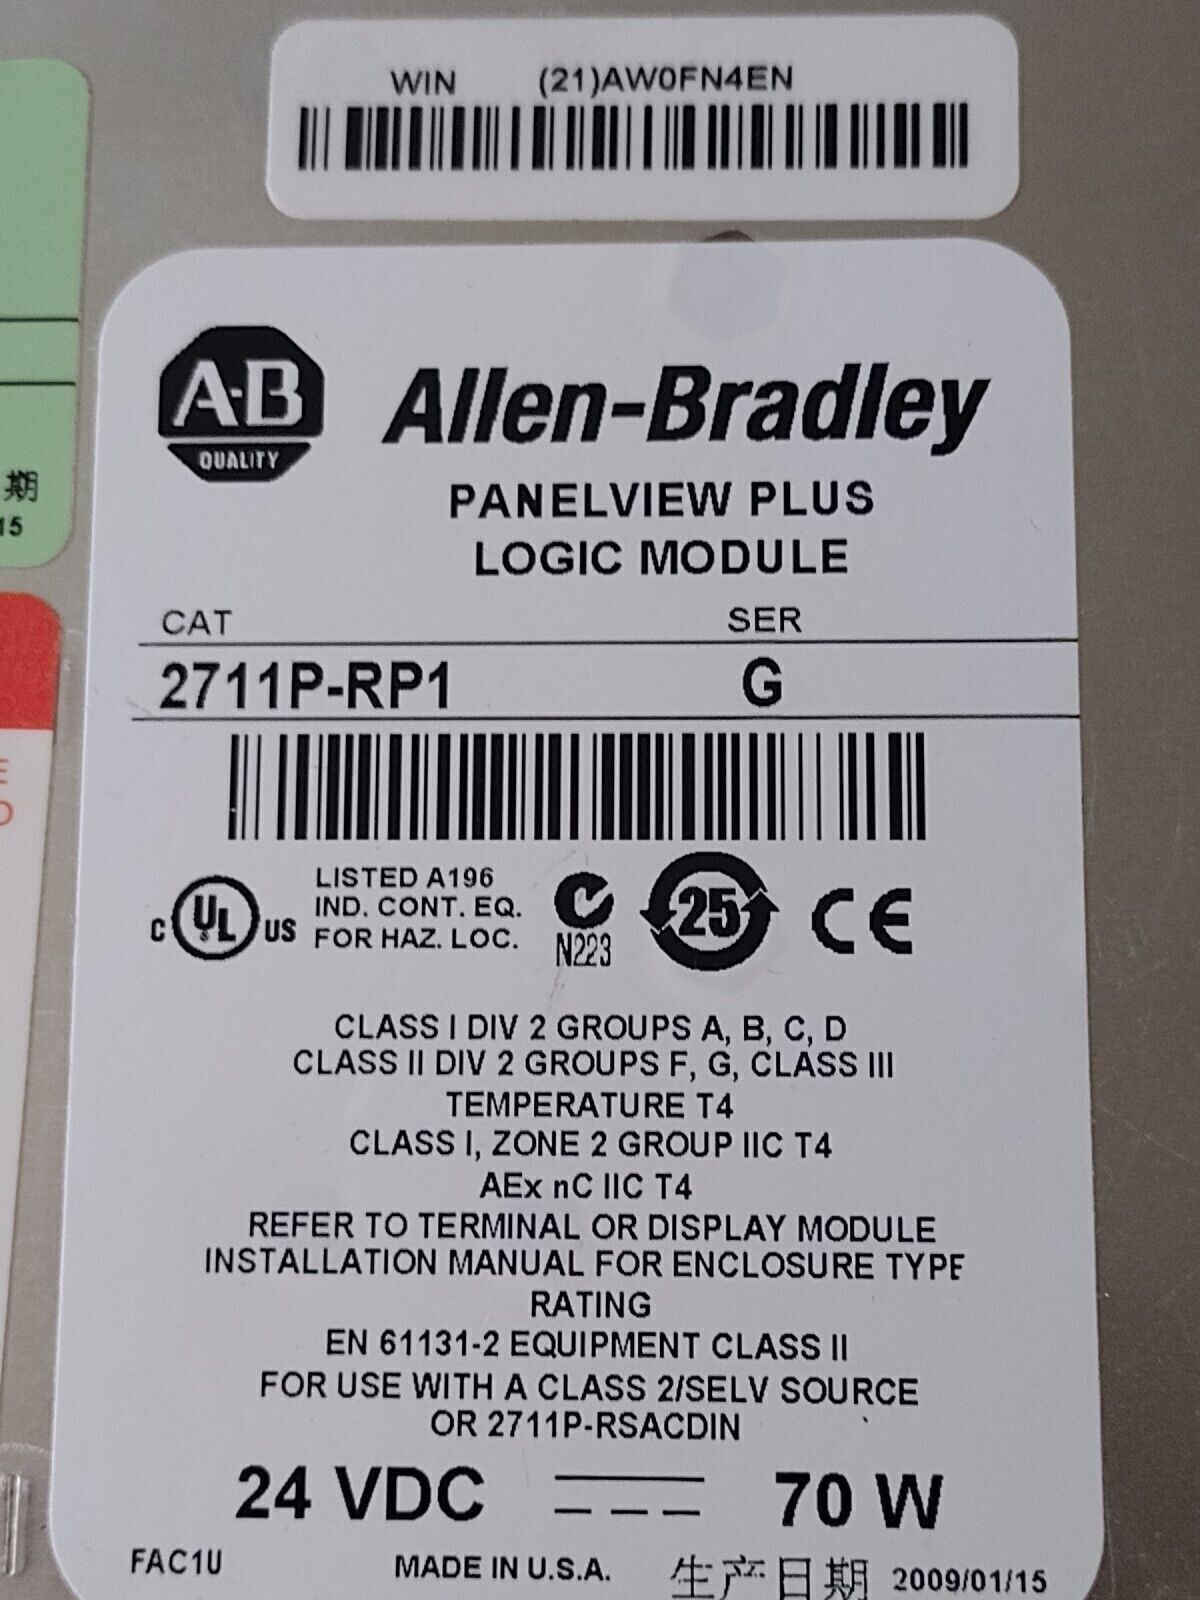 WIN (21)AW0FN4EN
A-B
QUALITY
Allen-Bradley
PANELVIEW PLUS
LOGIC MODULE
CAT SER
2711P-RP1 G
C UL US
LISTED A196
IND. CONT. EQ.
FOR HAZ. LOC.
N223
25
CE
CLASS I DIV 2 GROUPS A, B, C, D
CLASS II DIV 2 GROUPS F, G, CLASS III
TEMPERATURE T4
CLASS I, ZONE 2 GROUP IIC T4
AEx nC IIC T4
REFER TO TERMINAL OR DISPLAY MODULE
INSTALLATION MANUAL FOR ENCLOSURE TYPE
RATING
EN 61131-2 EQUIPMENT CLASS II
FOR USE WITH A CLASS 2/SELV SOURCE
OR 2711P-RSACDIN
24 VDC 70 W
FAC1U MADE IN U.S.A. 生产日期 2009/01/15
期
15
E
D